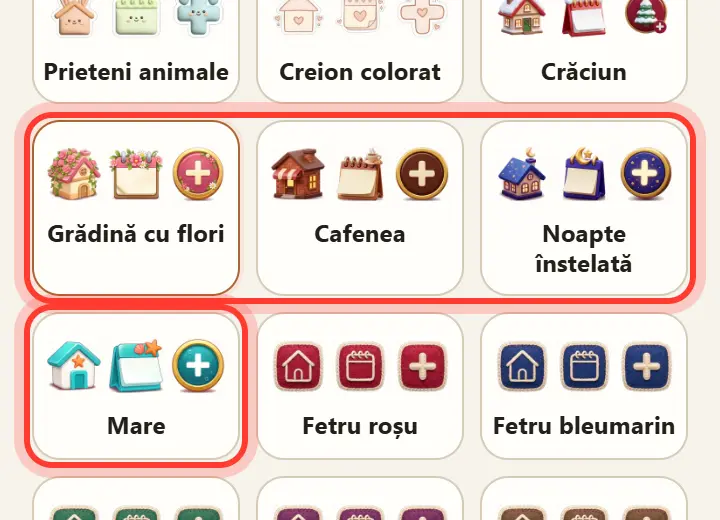 Prieteni animale
Creion colorat
Crăciun
Grădină cu flori
Cafenea
Noapte
înstelată
Mare
Fetru roșu
Fetru bleumarin